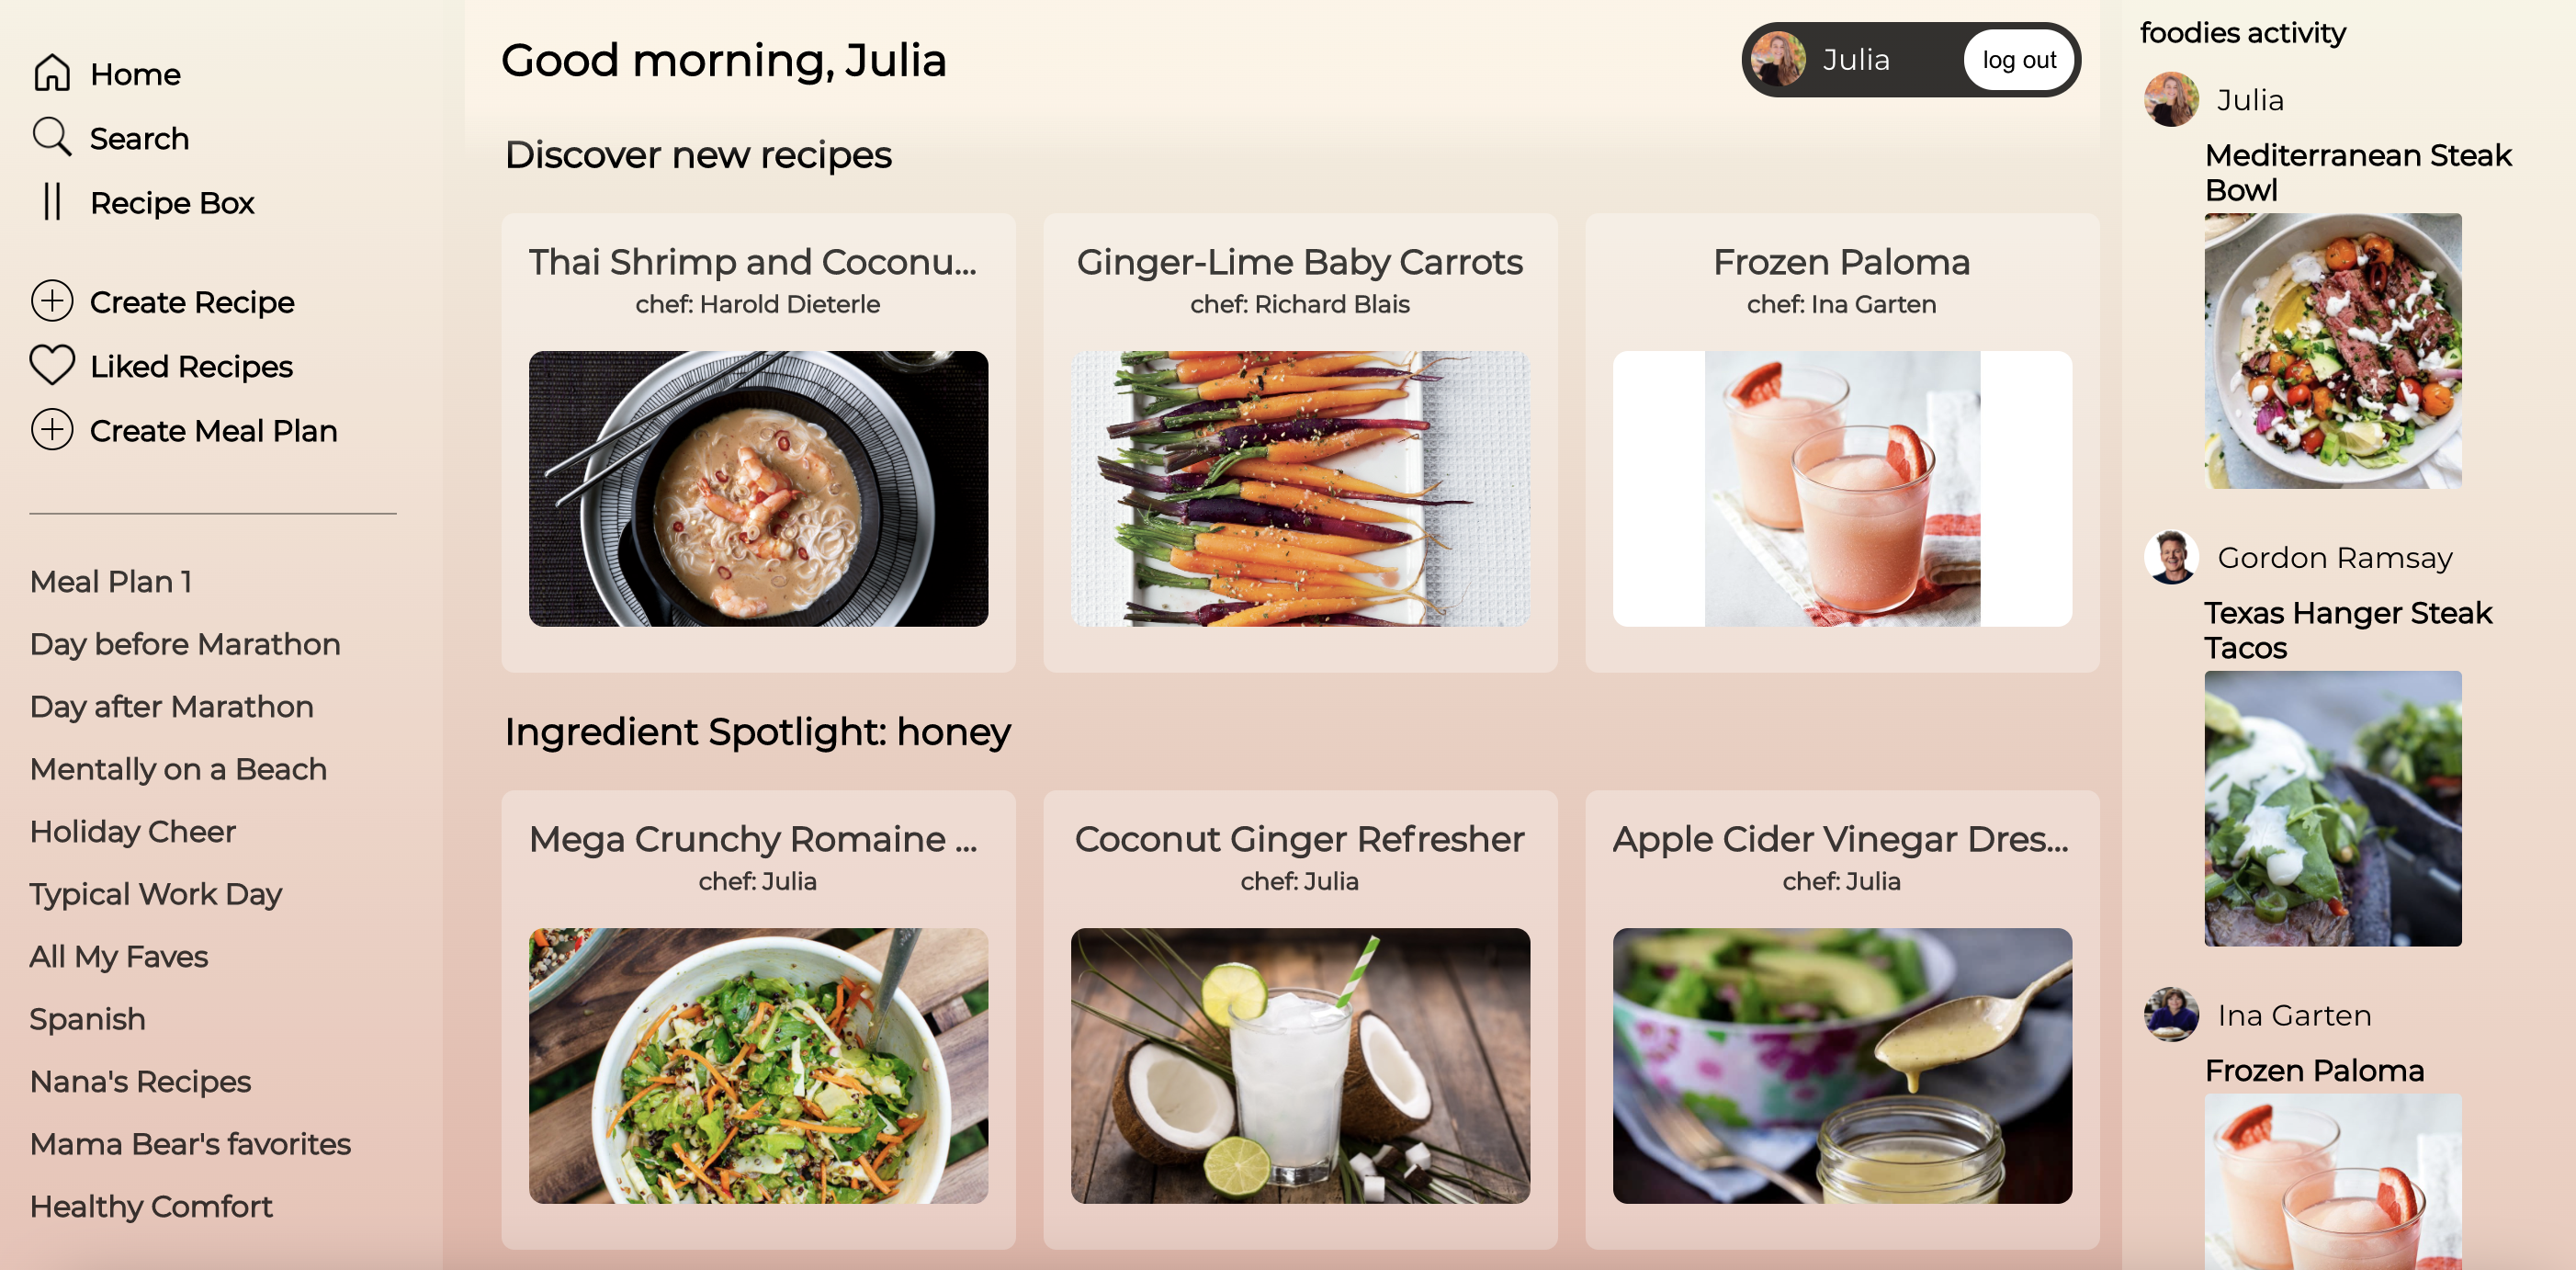 Home
Search
Recipe Box
Create Recipe
Liked Recipes
Create Meal Plan
Meal Plan 1
Day before Marathon
Day after Marathon
Mentally on a Beach
Holiday Cheer
Typical Work Day
All My Faves
Spanish
Nana's Recipes
Mama Bear's favorites
Healthy Comfort
Good morning, Julia
Julia
log out
Discover new recipes
Thai Shrimp and Coconu...
chef: Harold Dieterle
Ginger-Lime Baby Carrots
chef: Richard Blais
Frozen Paloma
chef: Ina Garten
Ingredient Spotlight: honey
Mega Crunchy Romaine ...
chef: Julia
Coconut Ginger Refresher
chef: Julia
Apple Cider Vinegar Dres...
chef: Julia
foodies activity
Julia
Mediterranean Steak
Bowl
Gordon Ramsay
Texas Hanger Steak
Tacos
Ina Garten
Frozen Paloma